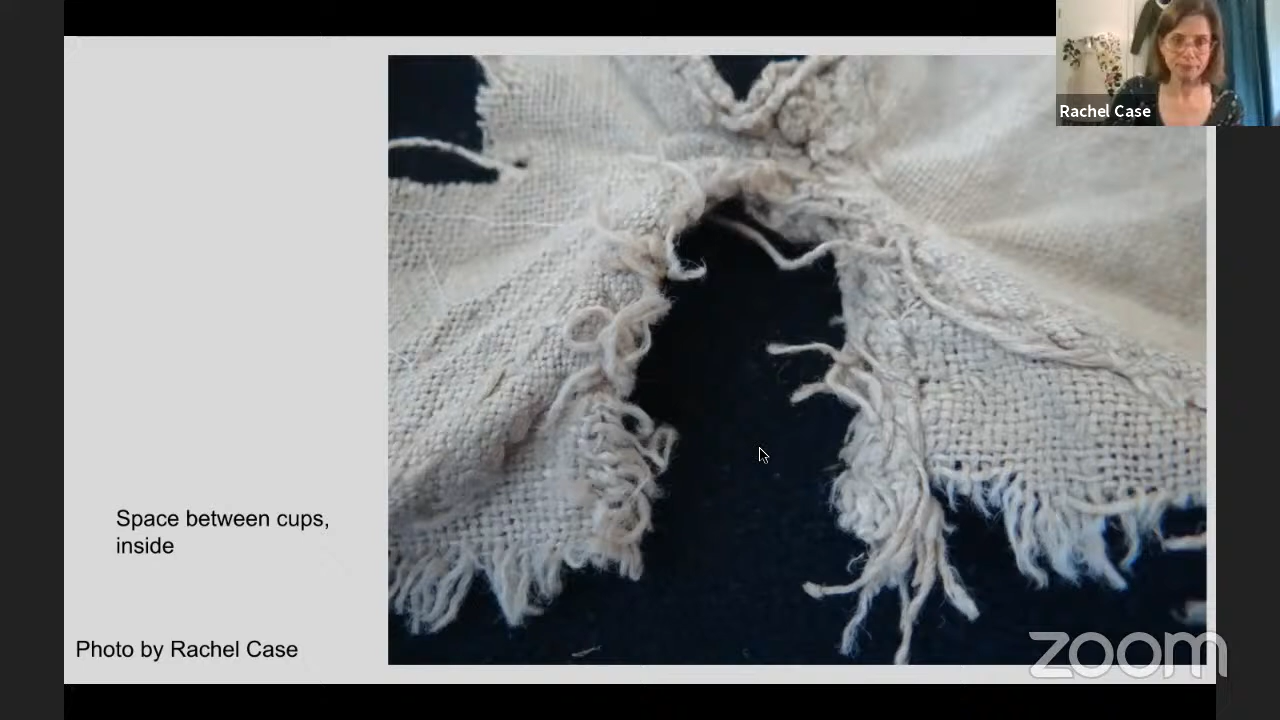 Rachel Case
Space between cups,
inside
Photo by Rachel Case
zoom